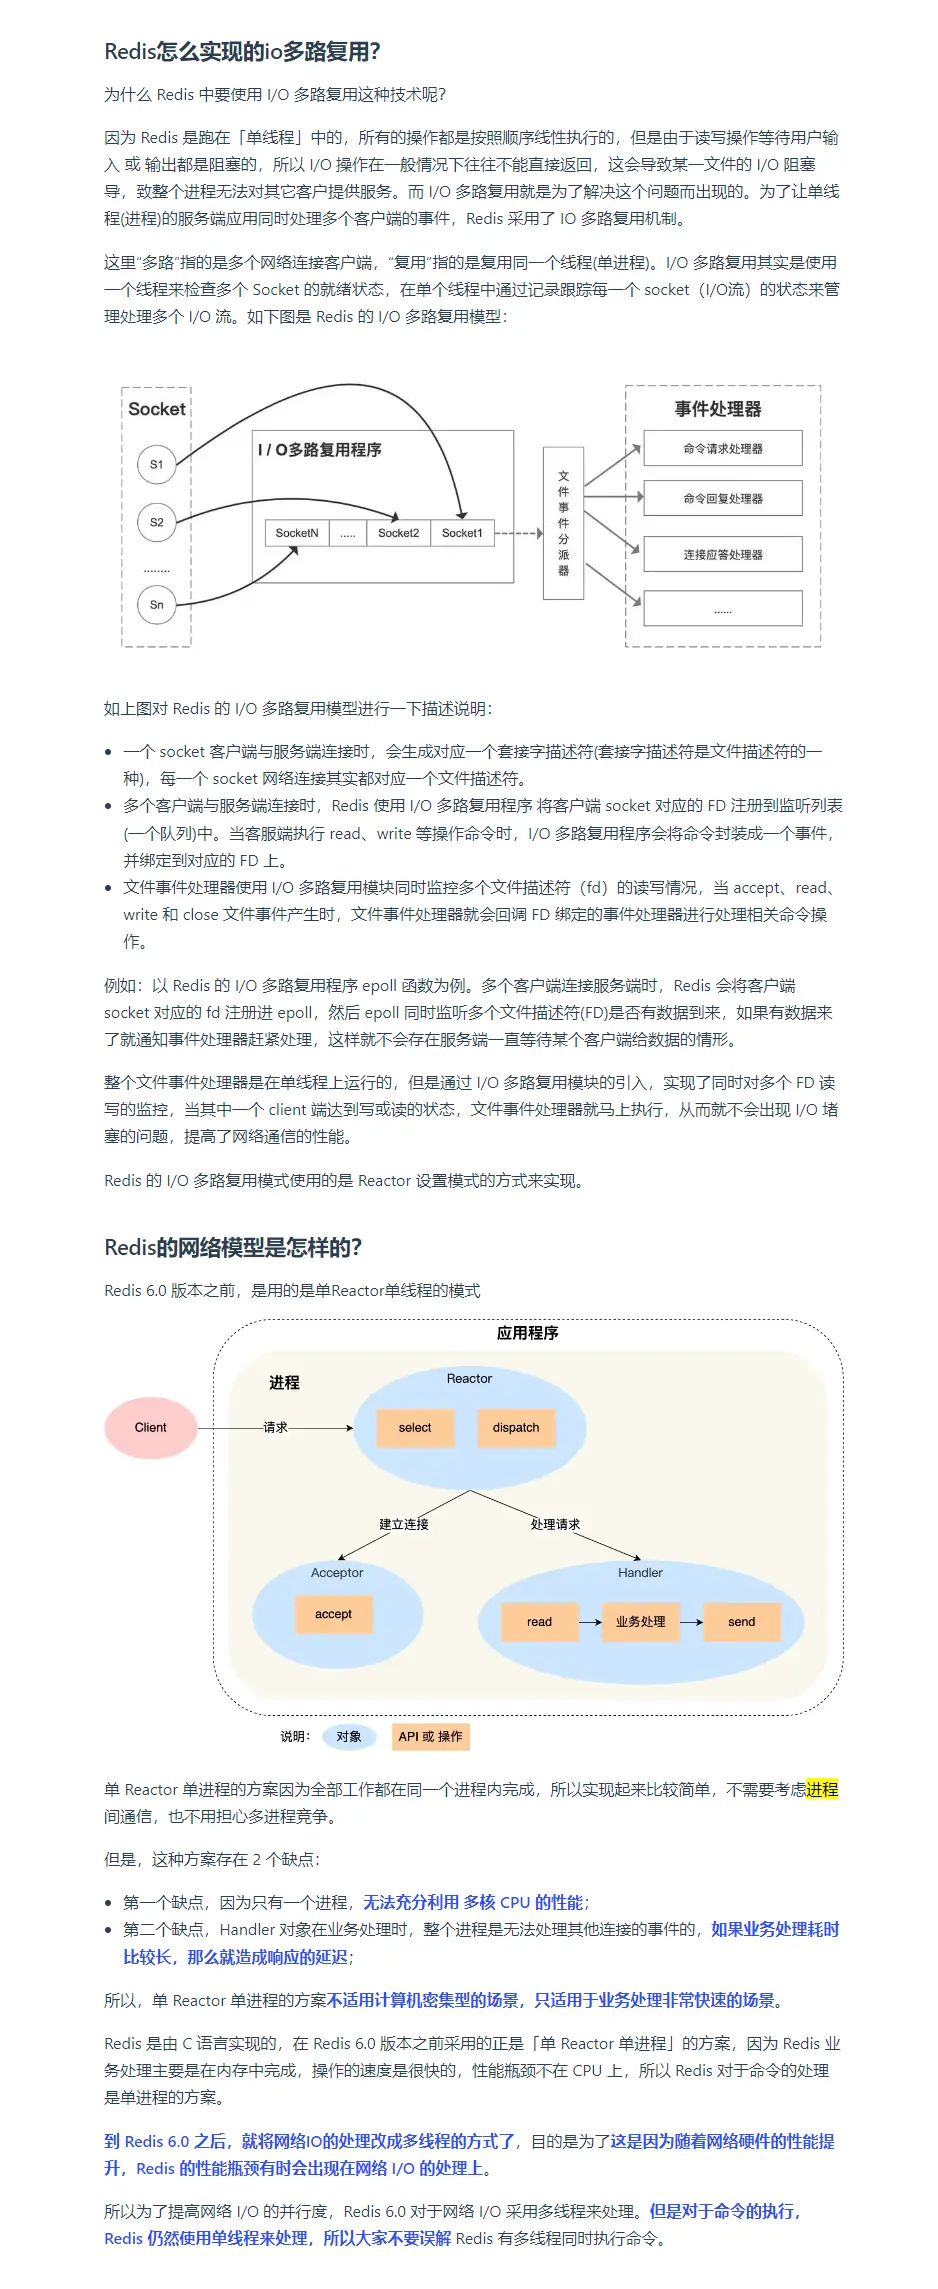 Redis怎么实现的io多路复用？
为什么 Redis 中要使用 I/O 多路复用这种技术呢？
因为 Redis 是跑在「单线程」中的，所有的操作都是按照顺序线性执行的，但是由于读写操作等待用户输
入 或 输出都是阻塞的，所以 I/O 操作在一般情况下往往不能直接返回，这会导致某一文件的 I/O 阻塞
导，致整个进程无法对其它客户提供服务。而 I/O 多路复用就是为了解决这个问题而出现的。为了让单线
程(进程)的服务端应用同时处理多个客户端的事件，Redis 采用了 IO 多路复用机制。
这里“多路”指的是多个网络连接客户端，“复用”指的是复用同一个线程(单进程)。I/O 多路复用其实是使用
一个线程来检查多个 Socket 的就绪状态，在单个线程中通过记录跟踪每一个 socket（I/O流）的状态来管
理处理多个 I/O 流。如下图是 Redis 的 I/O 多路复用模型：
Socket
S1
S2
........
Sn
I / O多路复用程序
SocketN
.....
Socket2
Socket1
文件事件分派器
事件处理器
命令请求处理器
命令回复处理器
连接应答处理器
......
如上图对 Redis 的 I/O 多路复用模型进行一下描述说明：
• 一个 socket 客户端与服务端连接时，会生成对应一个套接字描述符(套接字描述符是文件描述符的一
种)，每一个 socket 网络连接其实都对应一个文件描述符。
• 多个客户端与服务端连接时，Redis 使用 I/O 多路复用程序 将客户端 socket 对应的 FD 注册到监听列表
(一个队列)中。当客服端执行 read、write 等操作命令时，I/O 多路复用程序会将命令封装成一个事件，
并绑定到对应的 FD 上。
• 文件事件处理器使用 I/O 多路复用模块同时监控多个文件描述符（fd）的读写情况，当 accept、read、
write 和 close 文件事件产生时，文件事件处理器就会回调 FD 绑定的事件处理器进行处理相关命令操
作。
例如：以 Redis 的 I/O 多路复用程序 epoll 函数为例。多个客户端连接服务端时，Redis 会将客户端
socket 对应的 fd 注册进 epoll，然后 epoll 同时监听多个文件描述符(FD)是否有数据到来，如果有数据来
了就通知事件处理器赶紧处理，这样就不会存在服务端一直等待某个客户端给数据的情形。
整个文件事件处理器是在单线程上运行的，但是通过 I/O 多路复用模块的引入，实现了同时对多个 FD 读
写的监控，当其中一个 client 端达到写或读的状态，文件事件处理器就马上执行，从而就不会出现 I/O 堵
塞的问题，提高了网络通信的性能。
Redis 的 I/O 多路复用模式使用的是 Reactor 设置模式的方式来实现。
Redis的网络模型是怎样的？
Redis 6.0 版本之前，是用的是单Reactor单线程的模式
应用程序
进程
Reactor
Client
请求
select
dispatch
建立连接
处理请求
Acceptor
Handler
accept
read
业务处理
send
说明：
对象
API 或 操作
单 Reactor 单进程的方案因为全部工作都在同一个进程内完成，所以实现起来比较简单，不需要考虑进程
间通信，也不用担心多进程竞争。
但是，这种方案存在 2 个缺点：
• 第一个缺点，因为只有一个进程，无法充分利用 多核 CPU 的性能；
• 第二个缺点，Handler 对象在业务处理时，整个进程是无法处理其他连接的事件的，如果业务处理耗时
比较长，那么就造成响应的延迟；
所以，单 Reactor 单进程的方案不适用计算机密集型的场景，只适用于业务处理非常快速的场景。
Redis 是由 C 语言实现的，在 Redis 6.0 版本之前采用的正是「单 Reactor 单进程」的方案，因为 Redis 业
务处理主要是在内存中完成，操作的速度是很快的，性能瓶颈不在 CPU 上，所以 Redis 对于命令的处理
是单进程的方案。
到 Redis 6.0 之后，就将网络IO的处理改成多线程的方式了，目的是为了这是因为随着网络硬件的性能提
升，Redis 的性能瓶颈有时会出现在网络 I/O 的处理上。
所以为了提高网络 I/O 的并行度，Redis 6.0 对于网络 I/O 采用多线程来处理。但是对于命令的执行，
Redis 仍然使用单线程来处理，所以大家不要误解 Redis 有多线程同时执行命令。